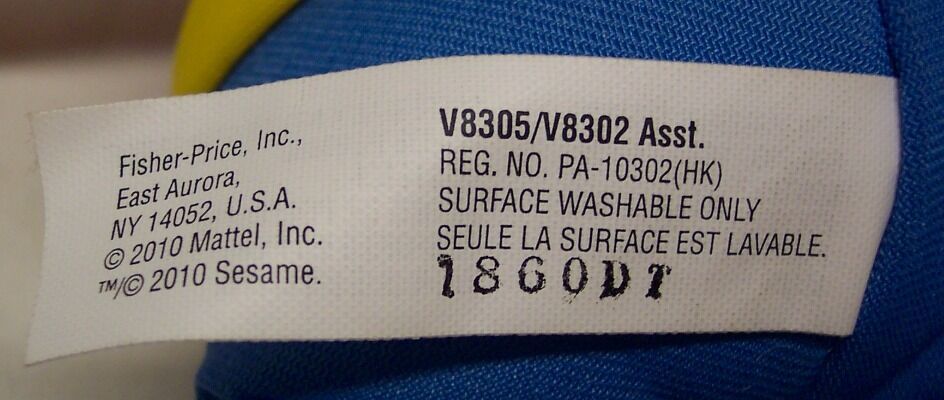 Fisher-Price, Inc.,
East Aurora,
NY 14052, U.S.A.
© 2010 Mattel, Inc.
™/© 2010 Sesame.
V8305/V8302 Asst.
REG. NO. PA-10302(HK)
SURFACE WASHABLE ONLY
SEULE LA SURFACE EST LAVABLE.
1860DT